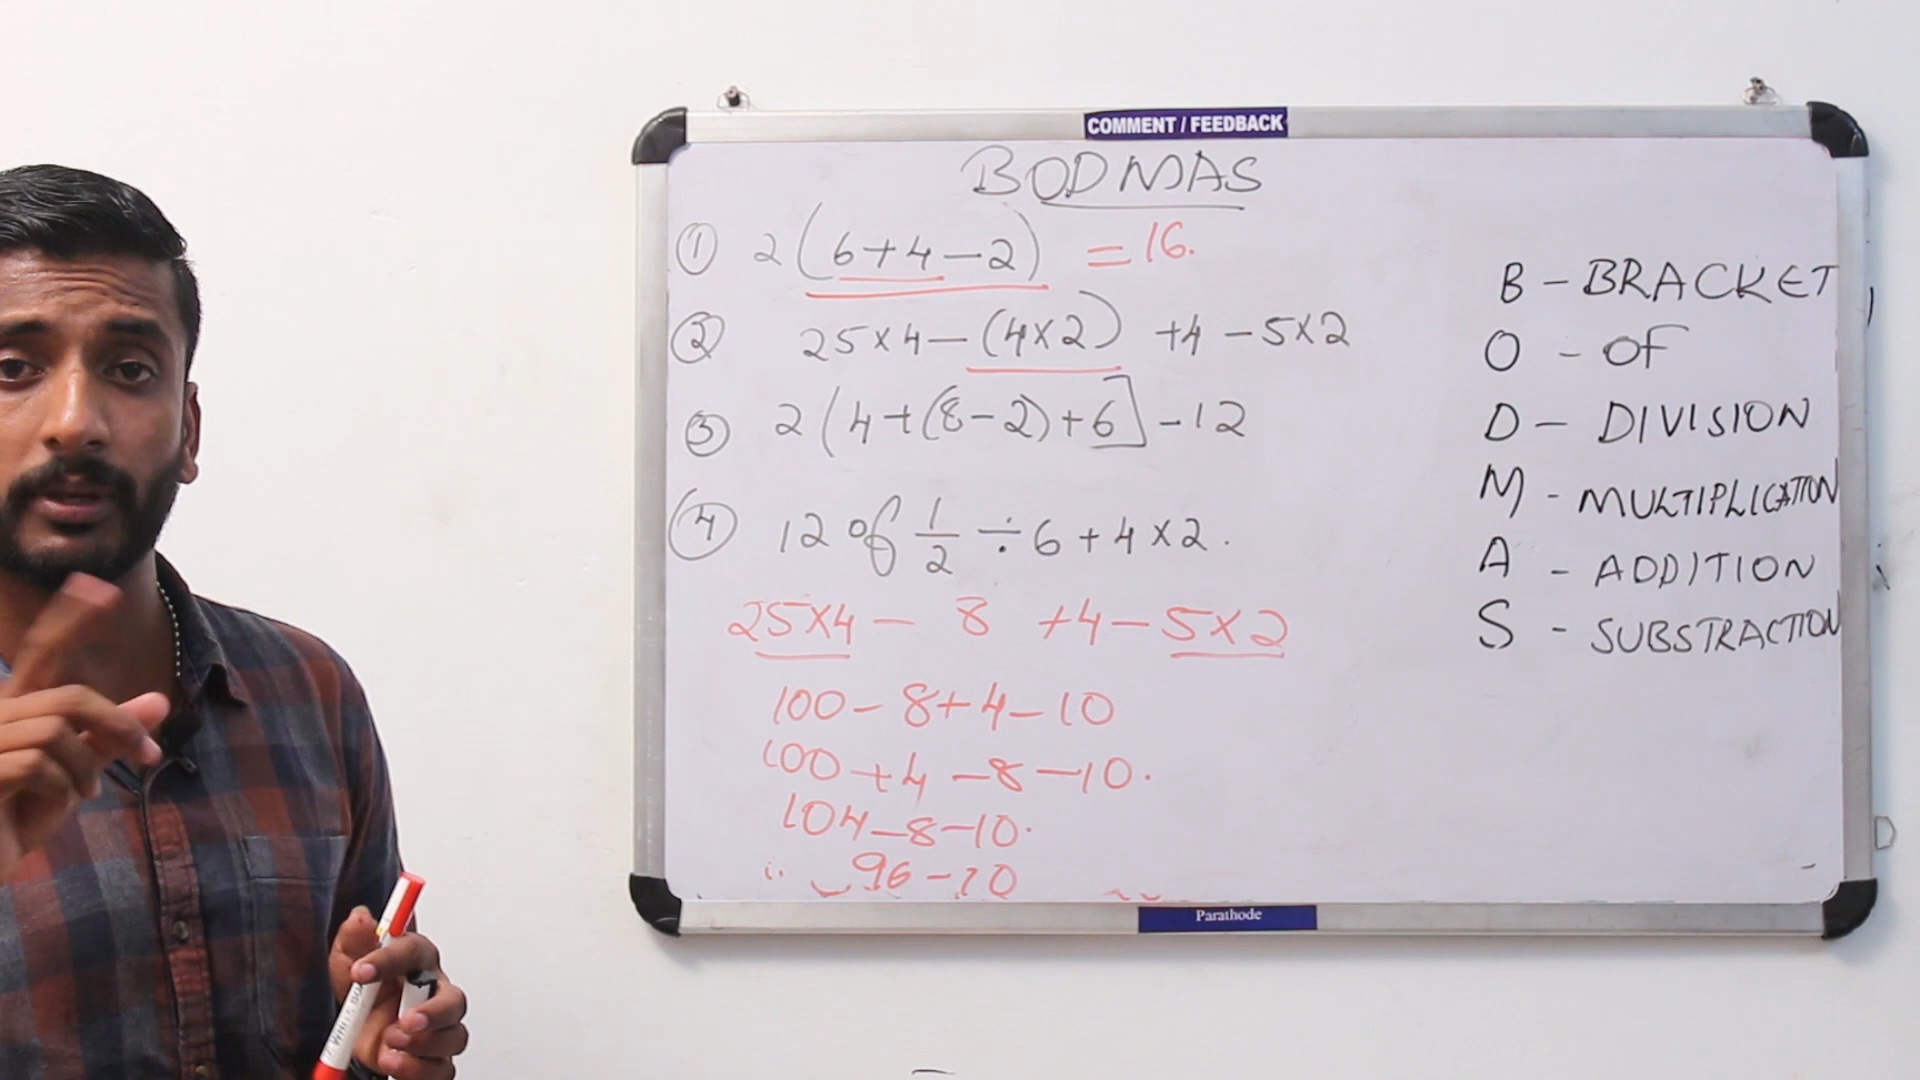 COMMENT / FEEDBACK
BODMAS
① 2(6+4-2) = 16.
② 25×4-(4×2) +4-5×2
③ 2(4+(8-2)+6]-12
④ 12 of 1/2 ÷ 6+4×2.
25×4- 8 +4-5×2
100-8+4-10
100+4-8-10.
104-8-10.
96-10
B - BRACKET
O - OF
D - DIVISION
M - MULTIPLICATION
A - ADDITION
S - SUBSTRACTION
Parathode